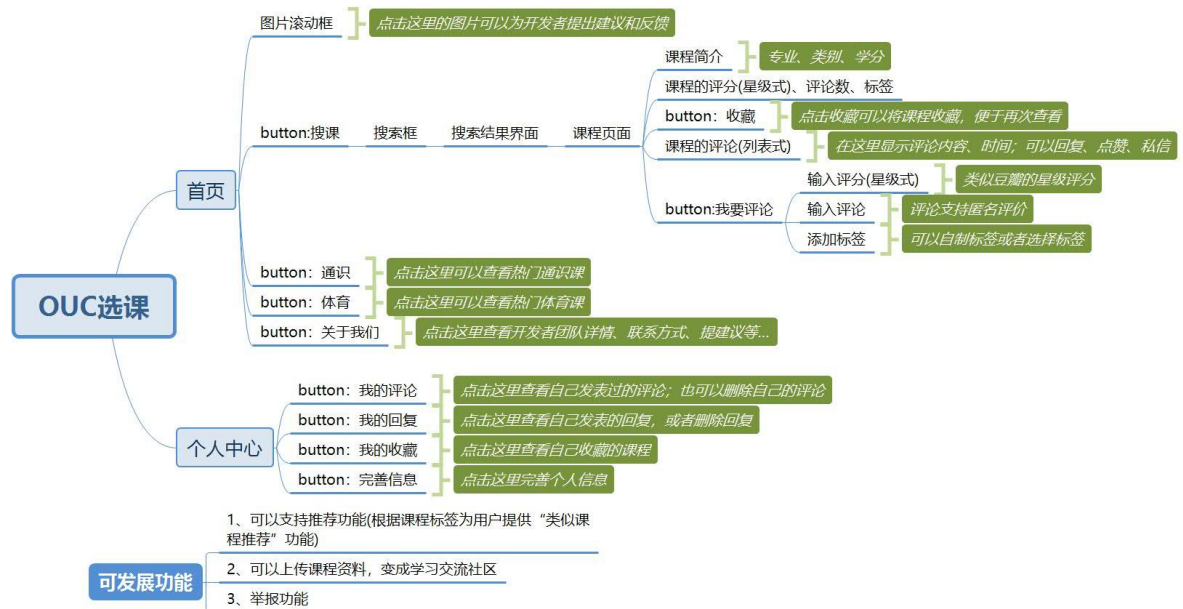 图片滚动框
点击这里的图片可以为开发者提出建议和反馈
课程简介
专业、类别、学分
课程的评分(星级式)、评论数、标签
button：收藏
点击收藏可以将课程收藏，便于再次查看
button:搜课
搜索框
搜索结果界面
课程页面
课程的评论(列表式)
在这里显示评论内容、时间；可以回复、点赞、私信
输入评分(星级式)
类似豆瓣的星级评分
首页
button:我要评论
输入评论
评论支持匿名评价
添加标签
可以自制标签或者选择标签
button：通识
点击这里可以查看热门通识课
button：体育
点击这里可以查看热门体育课
OUC选课
button：关于我们
点击这里查看开发者团队详情、联系方式、提建议等...
button：我的评论
点击这里查看自己发表过的评论；也可以删除自己的评论
button：我的回复
点击这里查看自己发表的回复，或者删除回复
个人中心
button：我的收藏
点击这里查看自己收藏的课程
button：完善信息
点击这里完善个人信息
1、可以支持推荐功能(根据课程标签为用户提供“类似课
程推荐”功能)
可发展功能
2、可以上传课程资料，变成学习交流社区
3、举报功能